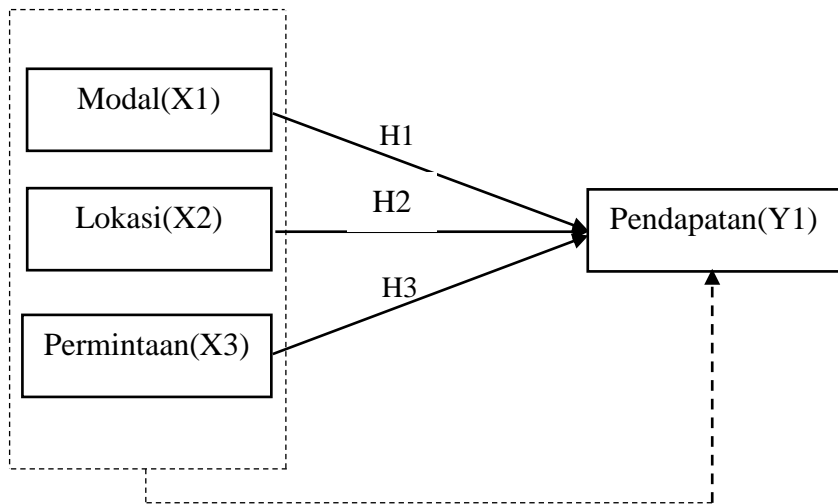 Modal(X1)
H1
Lokasi(X2)
H2
Pendapatan(Y1)
H3
Permintaan(X3)